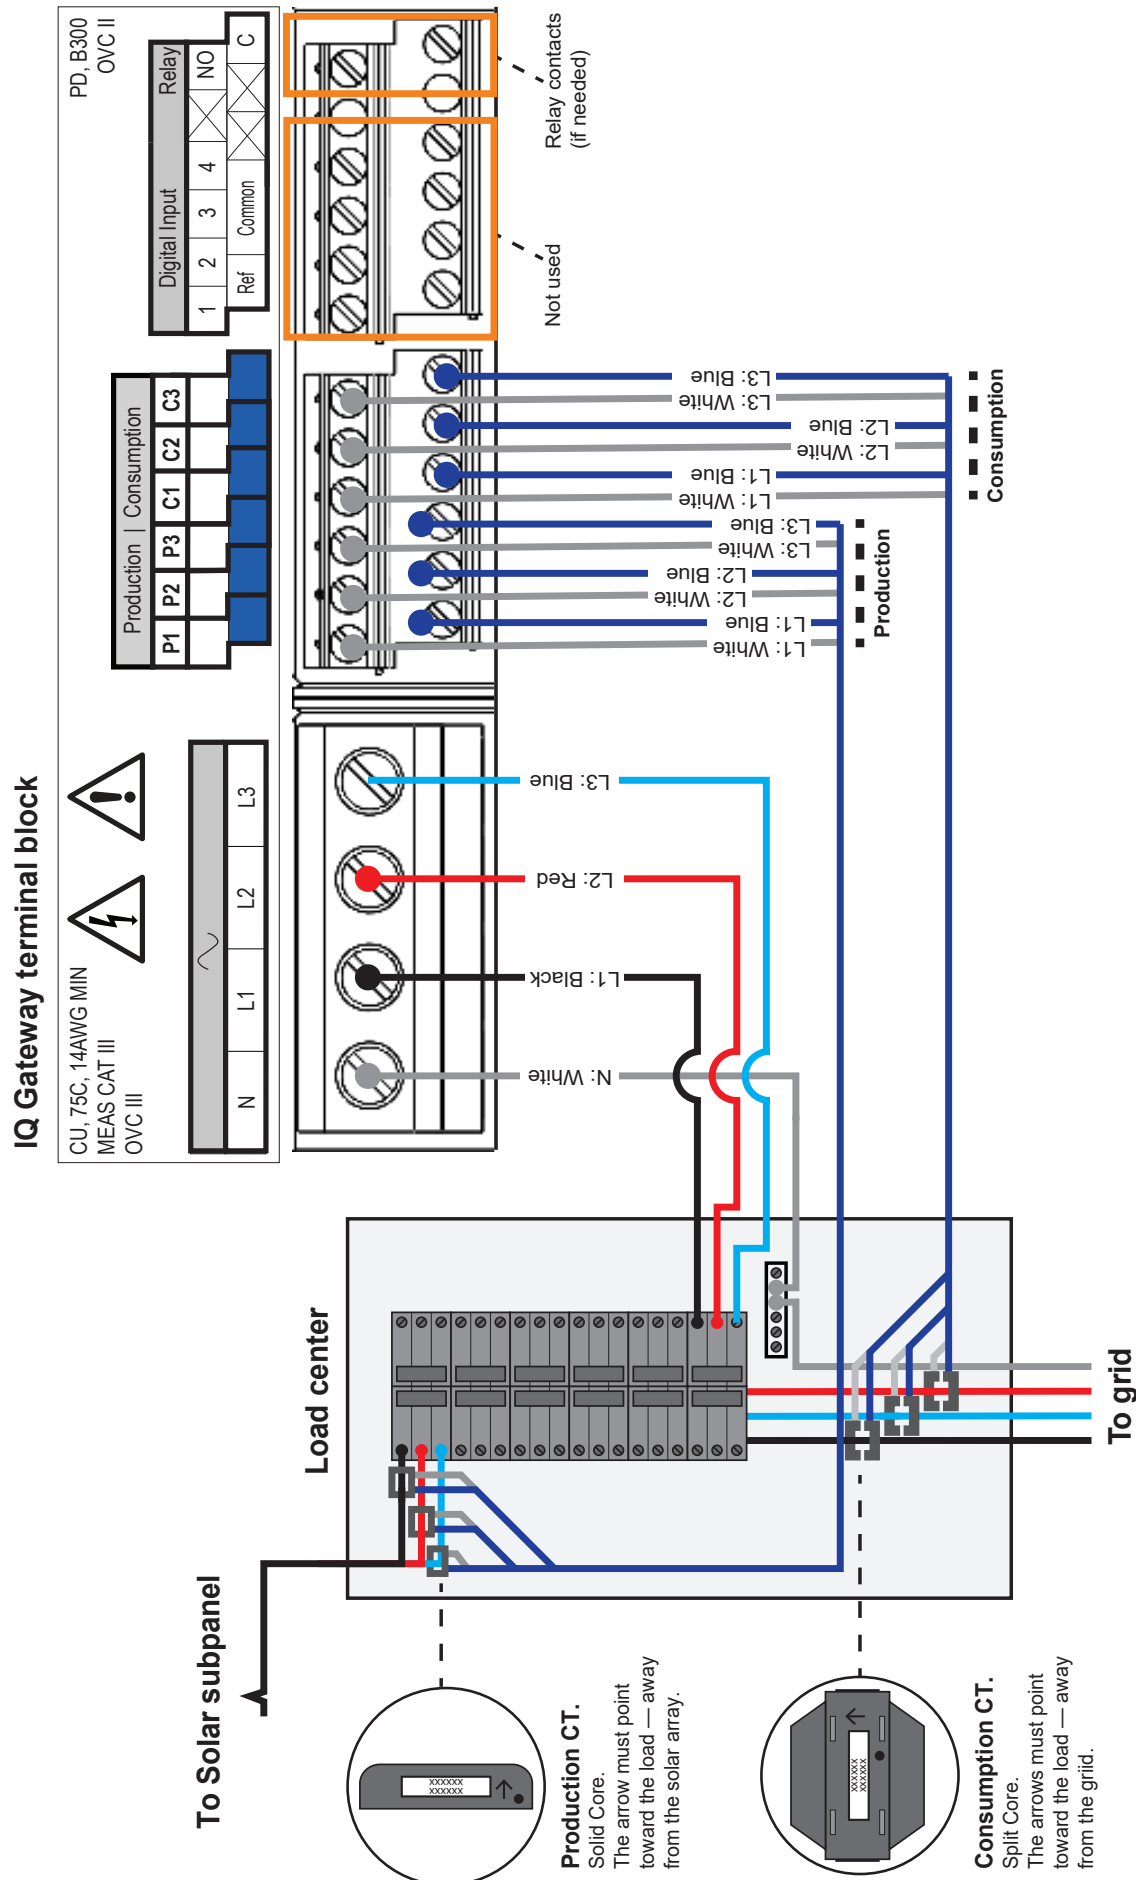 IQ Gateway terminal block
CU, 75C, 14AWG MIN
MEAS CAT III
OVC III
PD, B300
OVC II
N
L1
L2
L3
Production | Consumption
P1
P2
P3
C1
C2
C3
Digital Input
Relay
1
2
3
4
NO
Ref
Common
C
Not used
Relay contacts
(if needed)
N: White
L1: Black
L2: Red
L3: Blue
L1: White
L1: Blue
L2: White
L2: Blue
L3: White
L3: Blue
Production
L1: White
L1: Blue
L2: White
L2: Blue
L3: White
L3: Blue
Consumption
Load center
To Solar subpanel
To grid
XXXXXX
XXXXXX
Production CT.
Solid Core.
The arrow must point
toward the load — away
from the solar array.
XXXXXX
XXXXXX
Consumption CT.
Split Core.
The arrows must point
toward the load — away
from the griid.